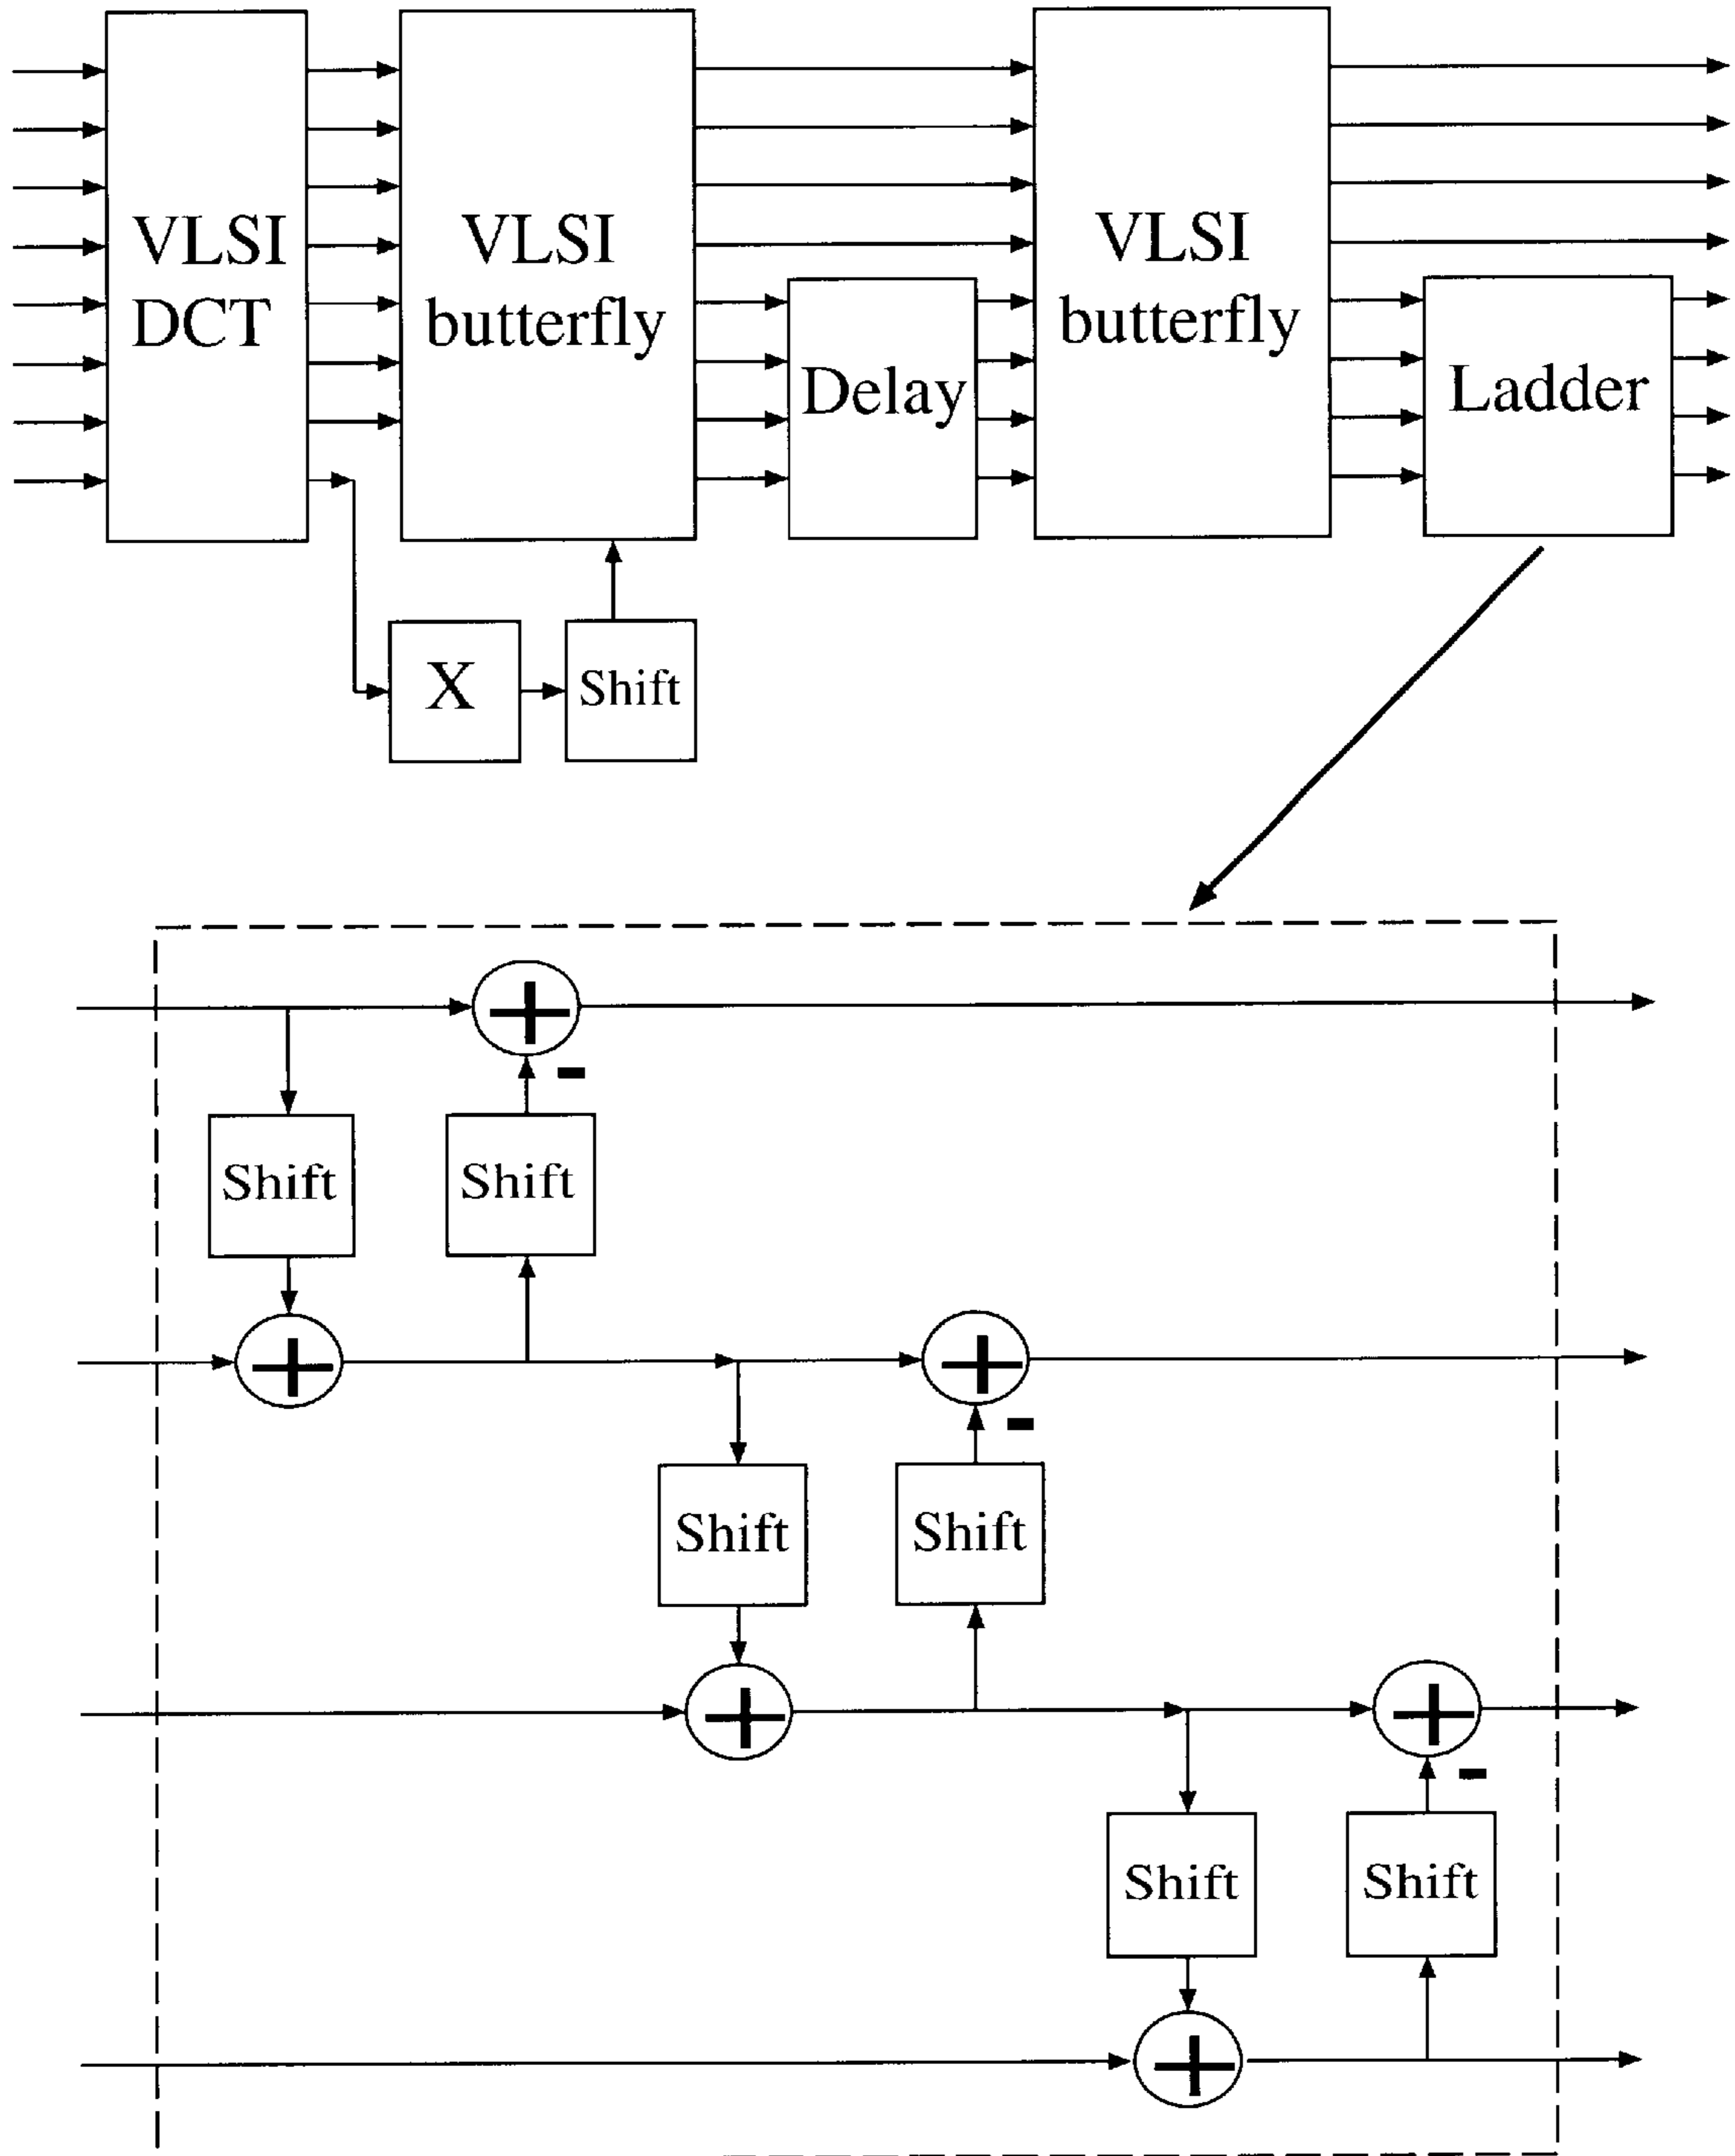 VLSI
DCT
VLSI
butterfly
Delay
VLSI
butterfly
Ladder
X
Shift
+
-
Shift
Shift
+
+
-
Shift
Shift
+
+
-
Shift
Shift
+